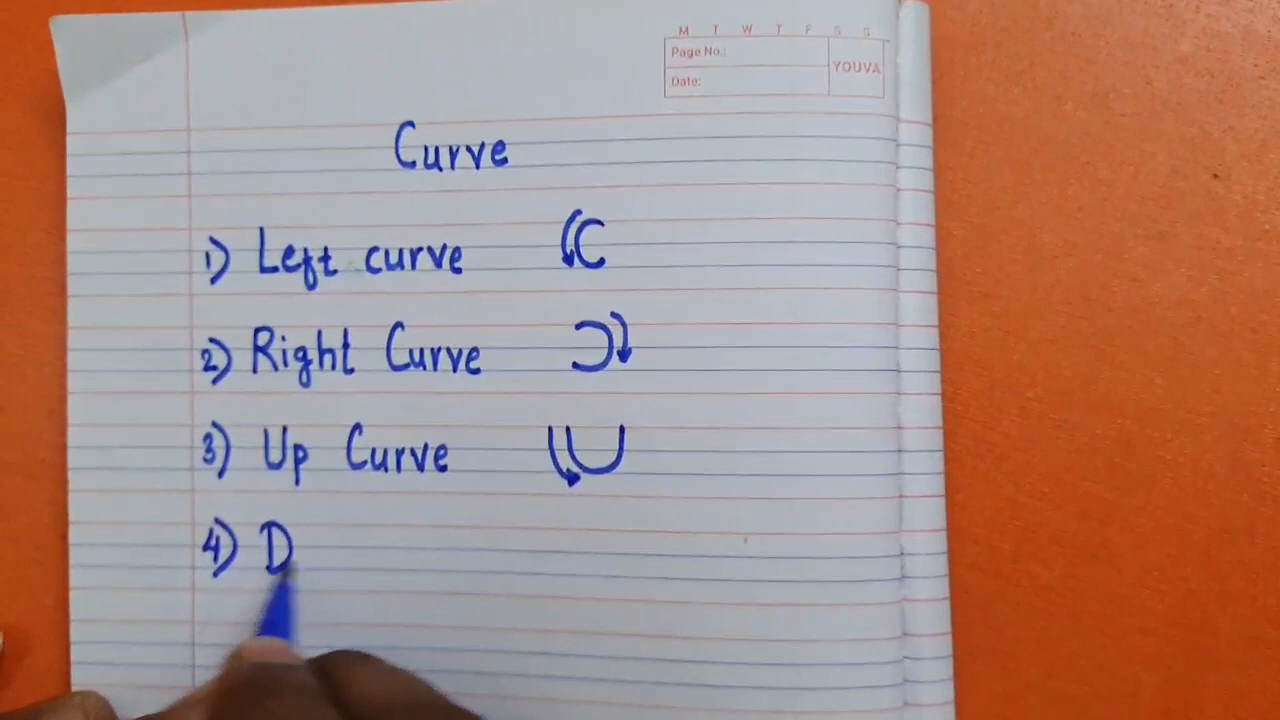 M T W T F S S
Page No.:
YOUVA
Date:
Curve
1) Left curve
2) Right Curve
3) Up Curve
4) D